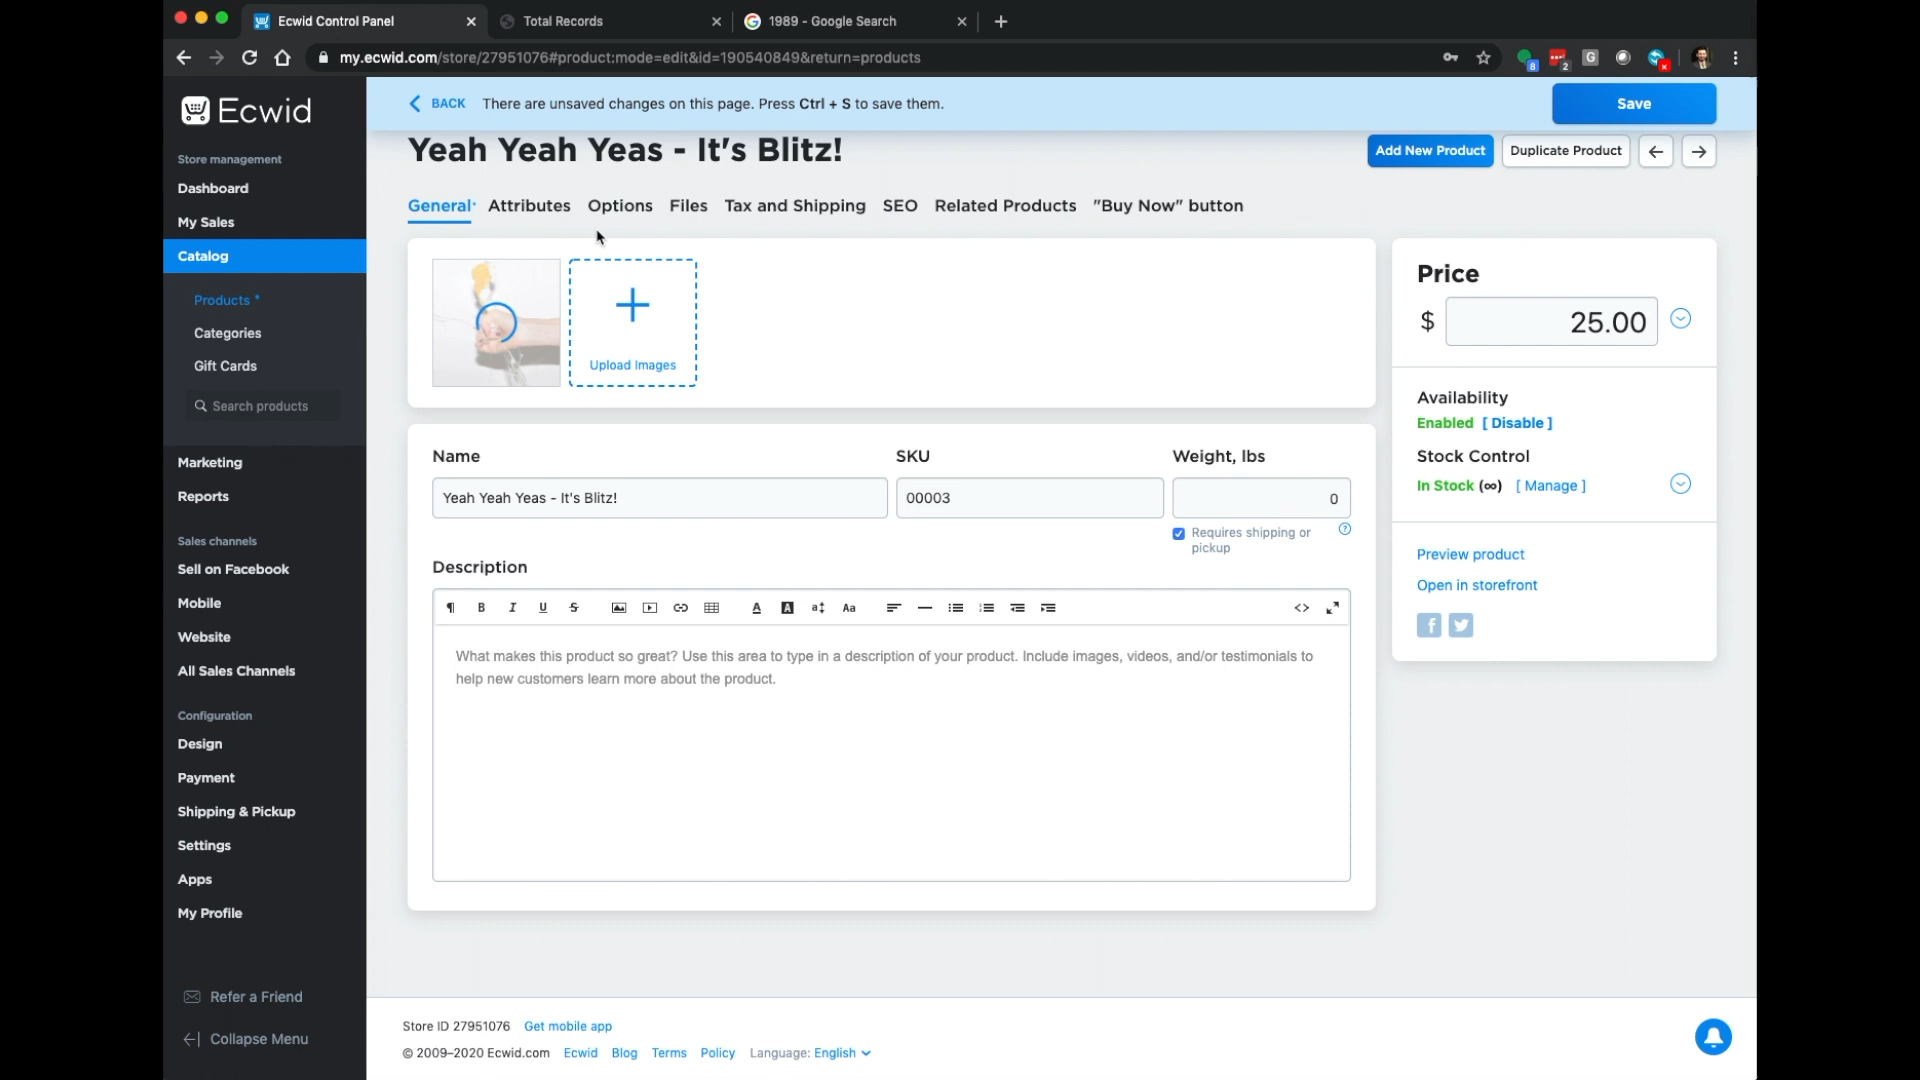 Ecwid Control Panel
Total Records
1989 - Google Search
my.ecwid.com/store/27951076#product:mode=edit&id=190540849&return=products
8
2
G
Ecwid
BACK
There are unsaved changes on this page. Press Ctrl + S to save them.
Save
Yeah Yeah Yeas - It's Blitz!
Add New Product
Duplicate Product
General
Attributes
Options
Files
Tax and Shipping
SEO
Related Products
"Buy Now" button
Store management
Dashboard
My Sales
Catalog
Products *
Categories
Gift Cards
Search products
Marketing
Reports
Sales channels
Sell on Facebook
Mobile
Website
All Sales Channels
Configuration
Design
Payment
Shipping & Pickup
Settings
Apps
My Profile
Refer a Friend
Collapse Menu
Upload Images
Name
SKU
Weight, lbs
Yeah Yeah Yeas - It's Blitz!
00003
0
Requires shipping or
pickup
Description
What makes this product so great? Use this area to type in a description of your product. Include images, videos, and/or testimonials to
help new customers learn more about the product.
Price
$
25.00
Availability
Enabled [ Disable ]
Stock Control
In Stock (∞) [ Manage ]
Preview product
Open in storefront
Store ID 27951076 Get mobile app
© 2009–2020 Ecwid.com Ecwid Blog Terms Policy Language: English